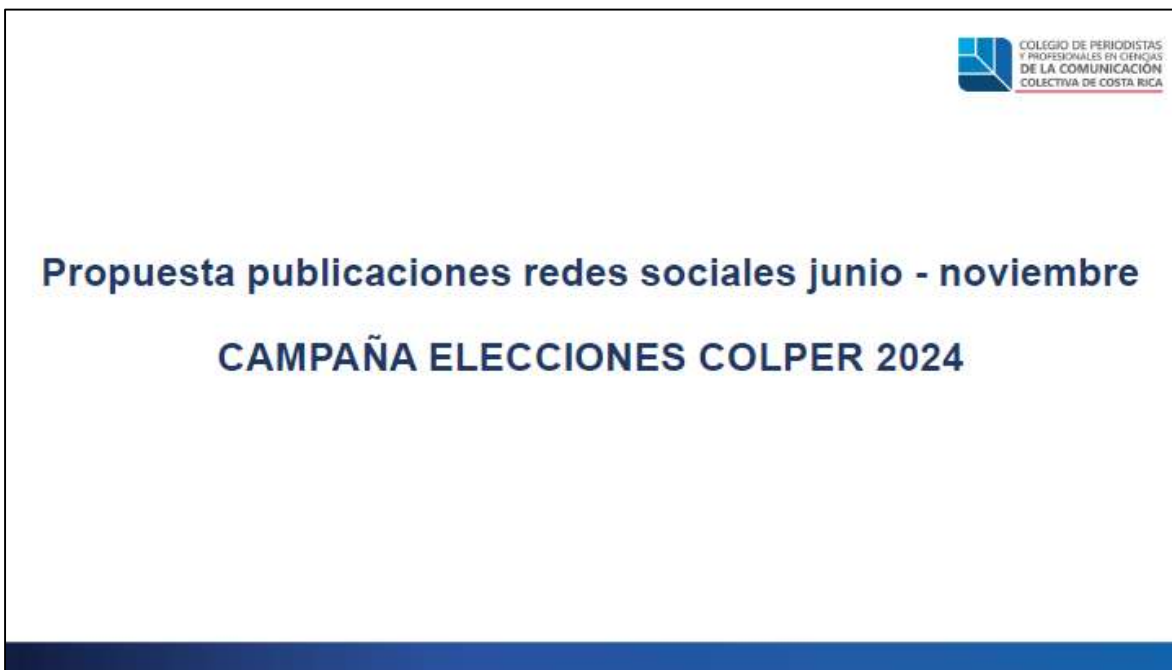 COLEGIO DE PERIODISTAS
Y PROFESIONALES EN CIENCIAS
DE LA COMUNICACIÓN
COLECTIVA DE COSTA RICA
Propuesta publicaciones redes sociales junio - noviembre
CAMPAÑA ELECCIONES COLPER 2024